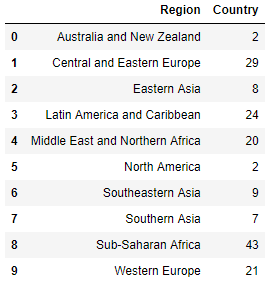 Region Country
0 Australia and New Zealand 2
1 Central and Eastern Europe 29
2 Eastern Asia 8
3 Latin America and Caribbean 24
4 Middle East and Northern Africa 20
5 North America 2
6 Southeastern Asia 9
7 Southern Asia 7
8 Sub-Saharan Africa 43
9 Western Europe 21